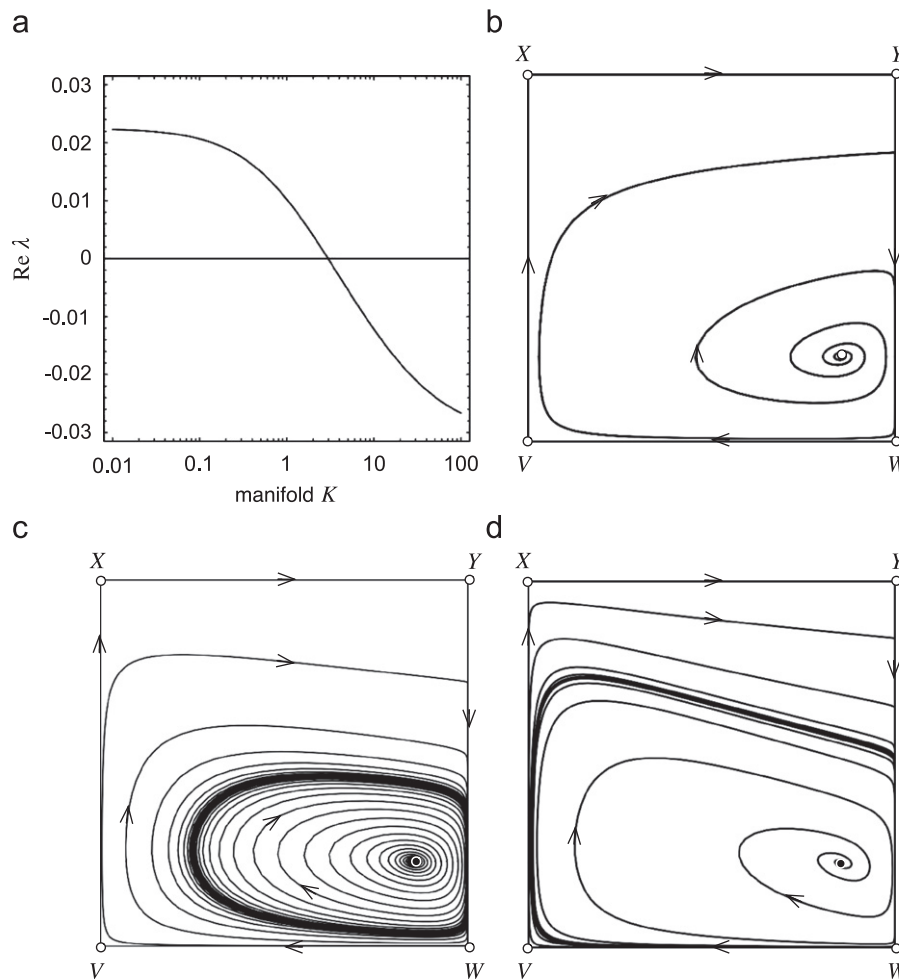 a
0.03
0.02
0.01
0
-0.01
-0.02
-0.03
Re λ
0.01 0.1 1 10 100
manifold K
b
X Y
V W
c
X Y
V W
d
X Y
V W